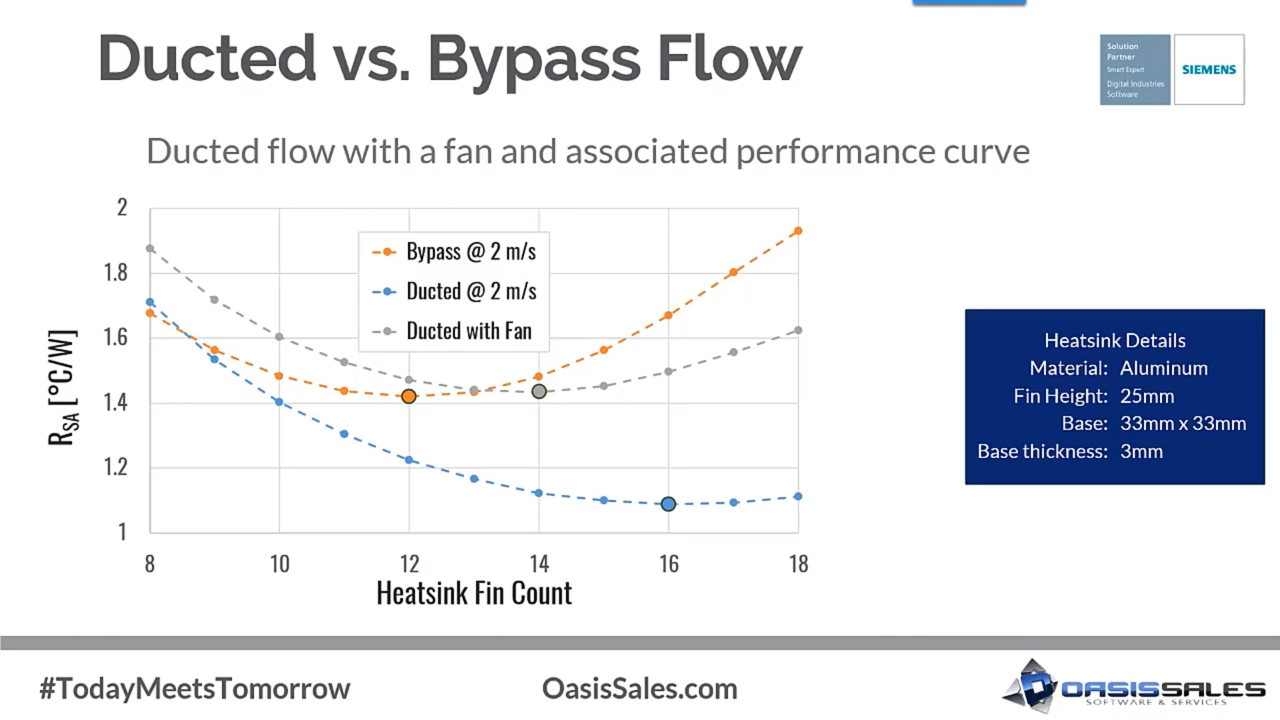 Ducted vs. Bypass Flow
Solution
Partner
Smart Expert
Digital Industries
Software
SIEMENS
Ducted flow with a fan and associated performance curve
2
1.8
1.6
1.4
1.2
1
R_SA [°C/W]
Bypass @ 2 m/s
Ducted @ 2 m/s
Ducted with Fan
8 10 12 14 16 18
Heatsink Fin Count
Heatsink Details
Material: Aluminum
Fin Height: 25mm
Base: 33mm x 33mm
Base thickness: 3mm
#TodayMeetsTomorrow
OasisSales.com
OASISSALES
SOFTWARE & SERVICES